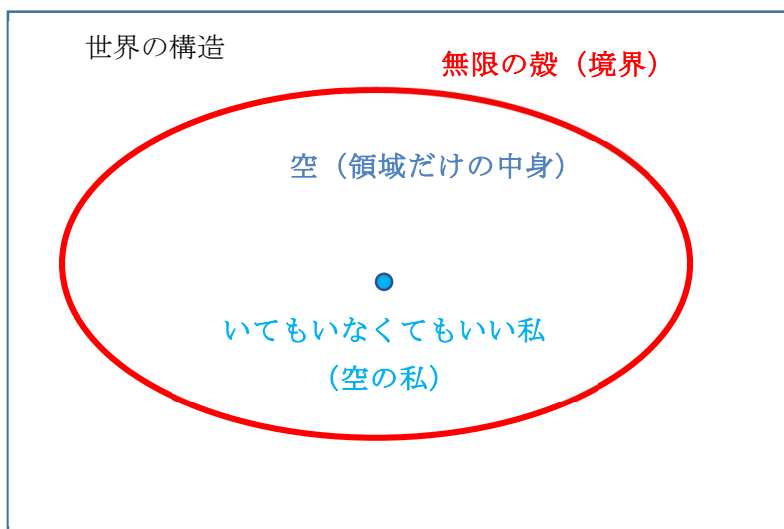 世界の構造
無限の殻（境界）
空（領域だけの中身）
いてもいなくてもいい私
（空の私）